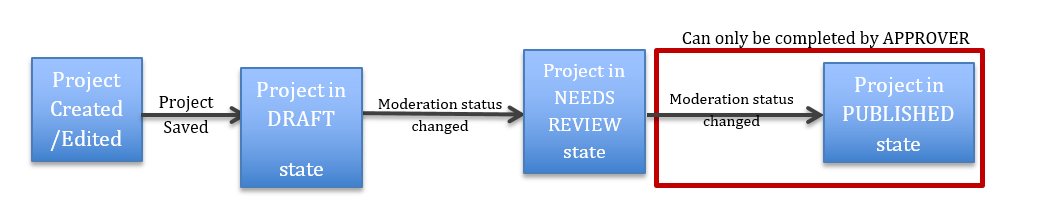 Can only be completed by APPROVER
Project
Created
/Edited
Project
Saved
Project in
DRAFT
state
Moderation status
changed
Project in
NEEDS
REVIEW
state
Moderation status
changed
Project in
PUBLISHED
state